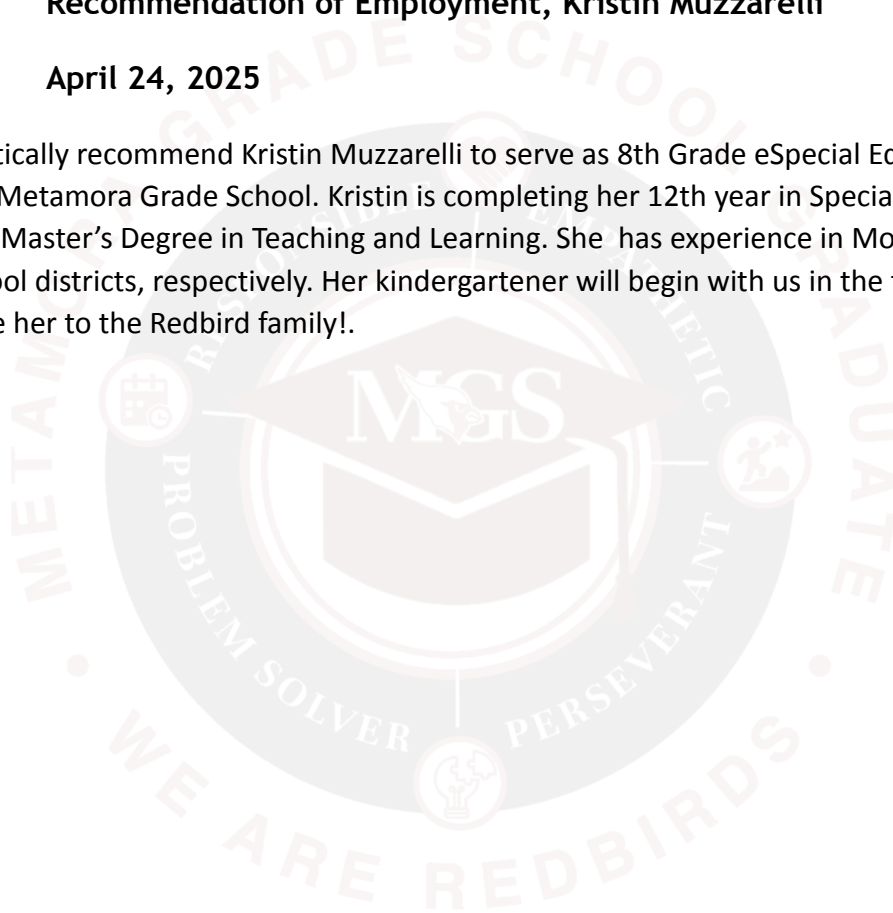 Recommendation of Employment, Kristin Muzzarelli
April 24, 2025
tically recommend Kristin Muzzarelli to serve as 8th Grade eSpecial Ed
Metamora Grade School. Kristin is completing her 12th year in Specia
Master’s Degree in Teaching and Learning. She  has experience in Mo
ol districts, respectively. Her kindergartener will begin with us in the
e her to the Redbird family!.
METAMORA GRADE SCHOOL GRADUATE
RESPONSIBLE
EMPATHETIC
MGS
PROBLEM SOLVER
PERSEVERANT
• WE ARE REDBIRDS •